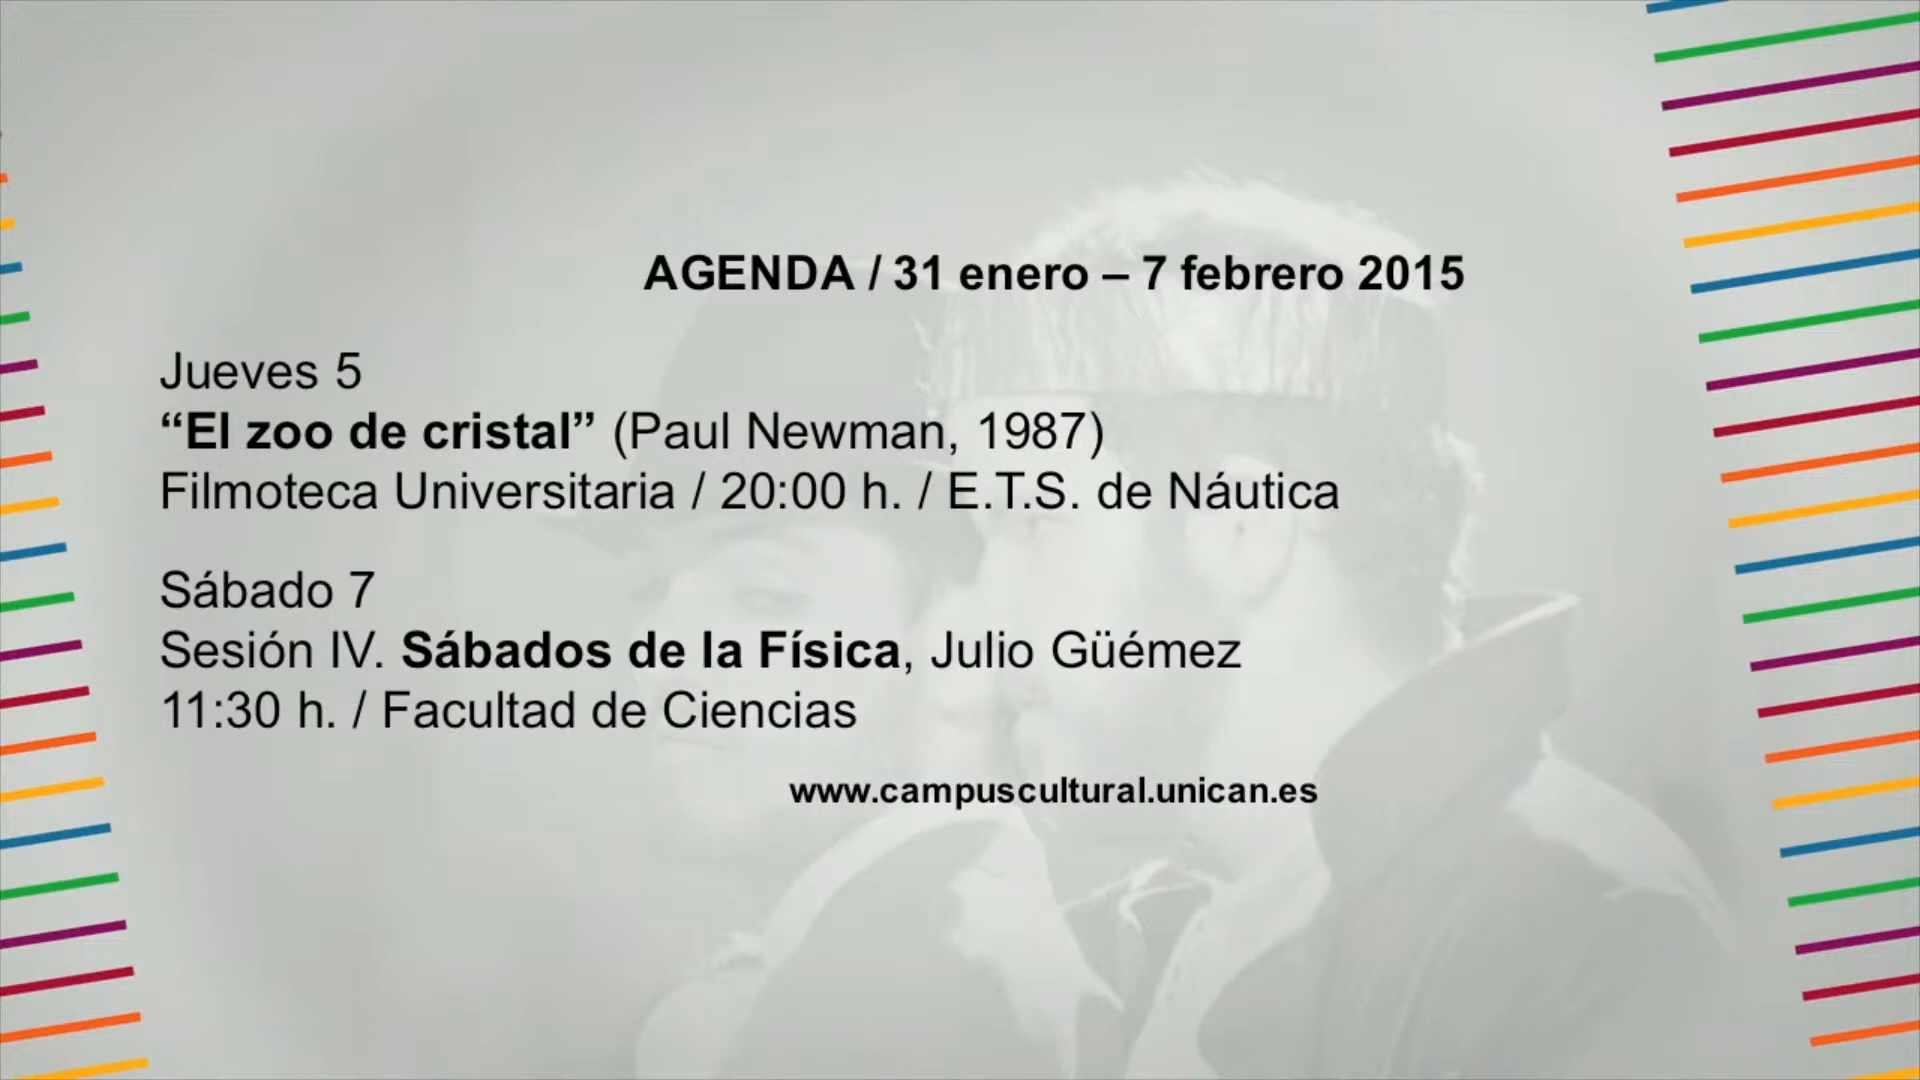 AGENDA / 31 enero – 7 febrero 2015
Jueves 5
“El zoo de cristal” (Paul Newman, 1987)
Filmoteca Universitaria / 20:00 h. / E.T.S. de Náutica
Sábado 7
Sesión IV. Sábados de la Física, Julio Güémez
11:30 h. / Facultad de Ciencias
www.campuscultural.unican.es